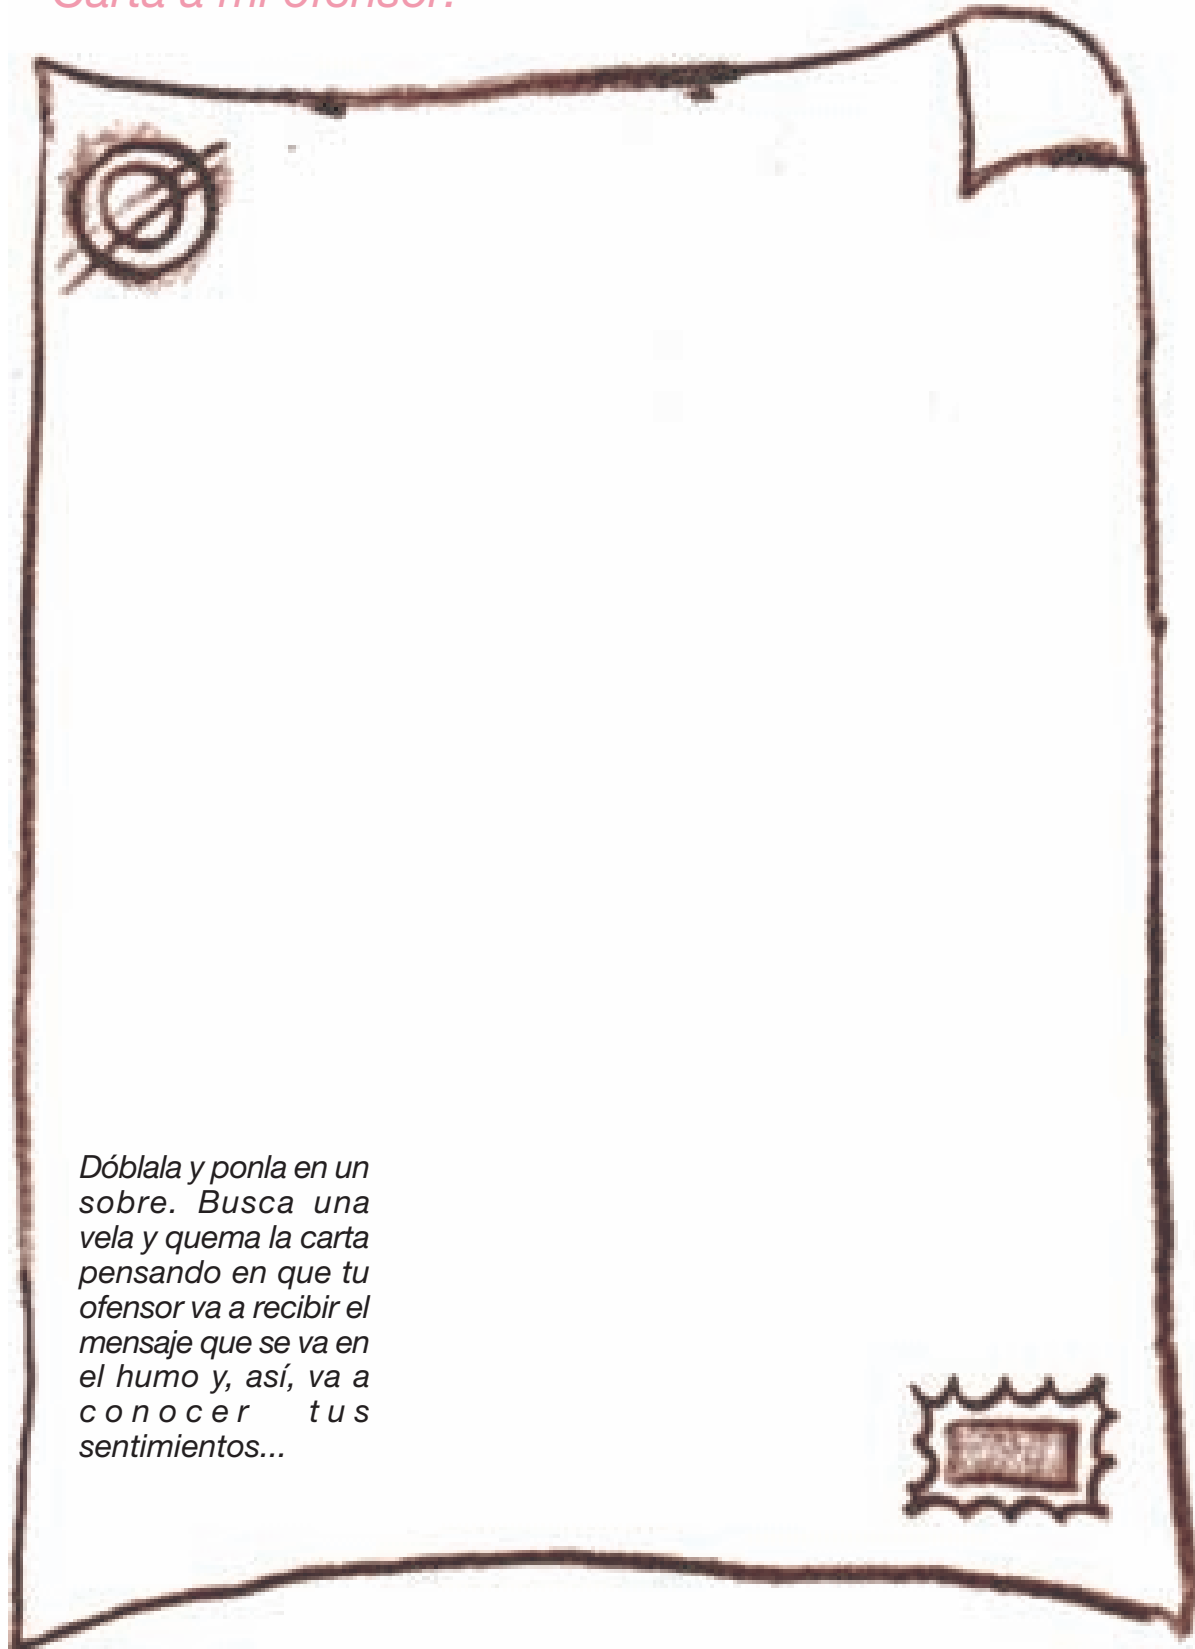 Carta a mi ofensor:
Dóblala y ponla en un
sobre. Busca una
vela y quema la carta
pensando en que tu
ofensor va a recibir el
mensaje que se va en
el humo y, así, va a
conocer tus
sentimientos...